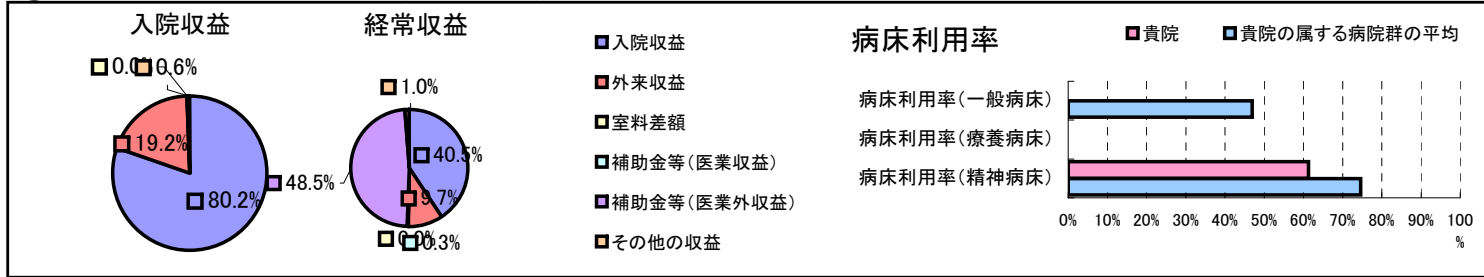 入院収益
0.0%
0.6%
19.2%
80.2%
経常収益
1.0%
40.5%
9.7%
48.5%
0.0%
0.3%
入院収益
外来収益
室料差額
補助金等(医業収益)
補助金等(医業外収益)
その他の収益
病床利用率
貴院 貴院の属する病院群の平均
病床利用率(一般病床)
病床利用率(療養病床)
病床利用率(精神病床)
0% 10% 20% 30% 40% 50% 60% 70% 80% 90% 100
%